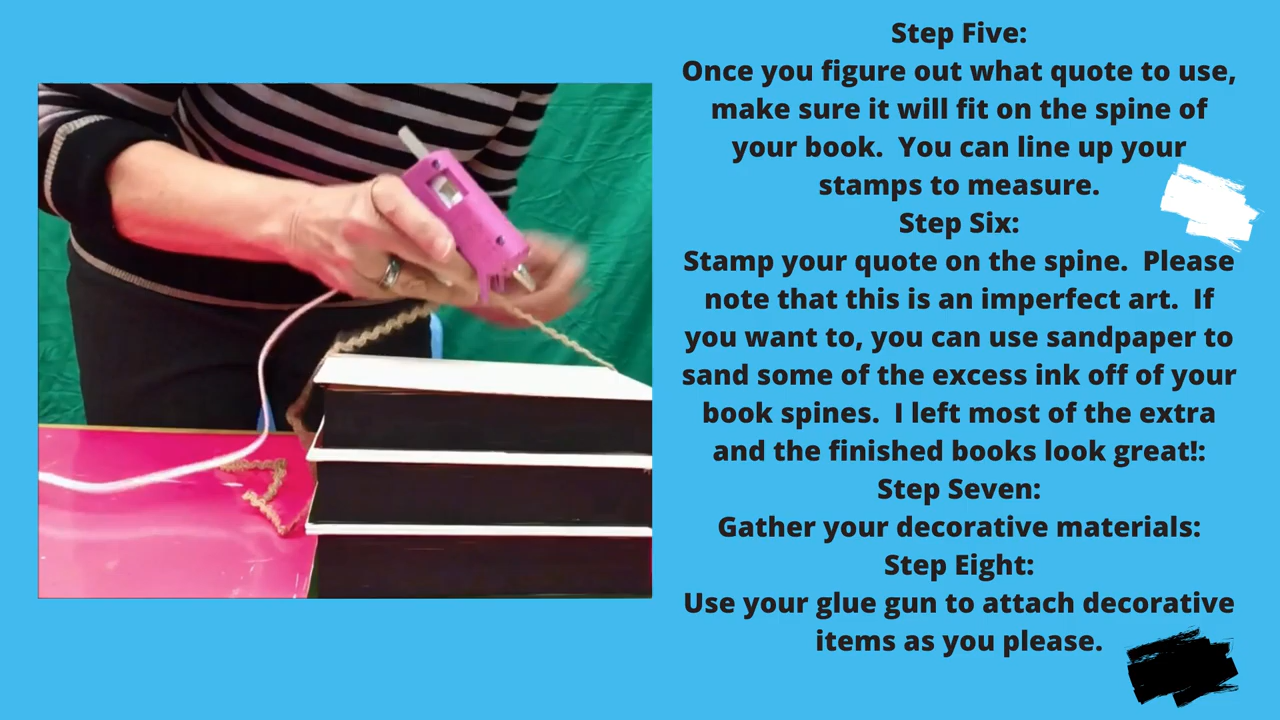 Step Five:
Once you figure out what quote to use,
make sure it will fit on the spine of
your book.  You can line up your
stamps to measure.
Step Six:
Stamp your quote on the spine.  Please
note that this is an imperfect art.  If
you want to, you can use sandpaper to
sand some of the excess ink off of your
book spines.  I left most of the extra
and the finished books look great!:
Step Seven:
Gather your decorative materials:
Step Eight:
Use your glue gun to attach decorative
items as you please.